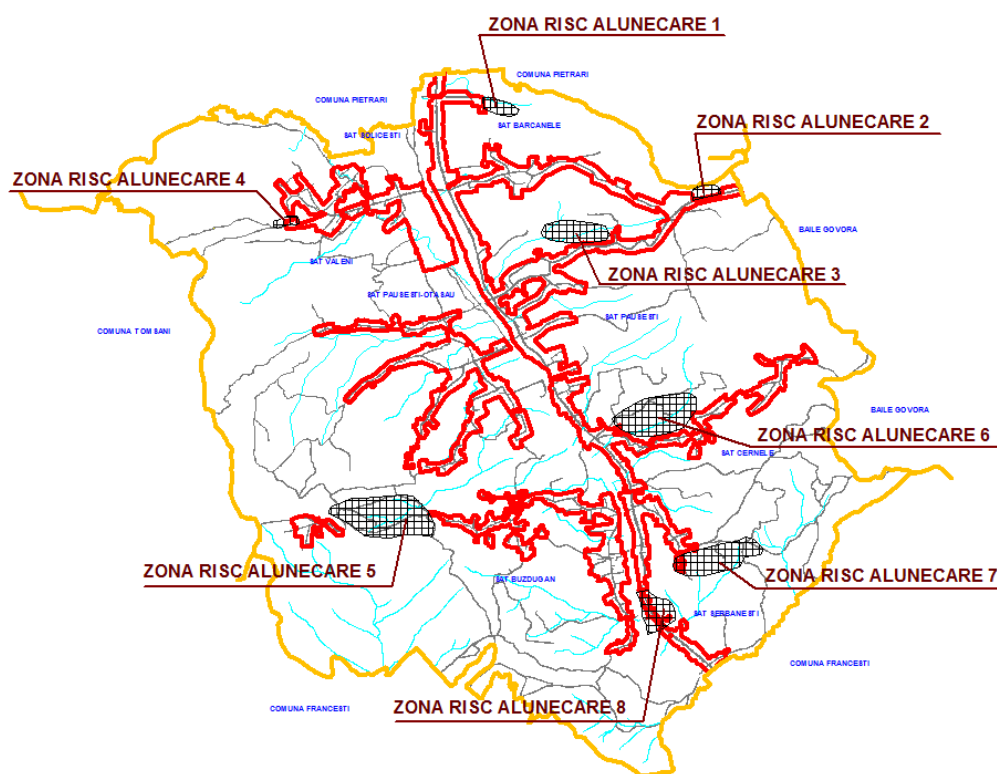 ZONA RISC ALUNECARE 1
COMUNA PIETRARI
COMUNA PIETRARI
SAT BARCANELE
ZONA RISC ALUNECARE 2
SAT SOLICESTI
ZONA RISC ALUNECARE 4
BAILE GOVORA
SAT VALENI
ZONA RISC ALUNECARE 3
SAT PAUSESTI-OTASAU
SAT PAUSESTI
COMUNA TOMSANI
BAILE GOVORA
ZONA RISC ALUNECARE 6
SAT CERNELE
ZONA RISC ALUNECARE 5
SAT BUZDUGAN
ZONA RISC ALUNECARE 7
SAT SERBANESTI
COMUNA FRANCESTI
COMUNA FRANCESTI
ZONA RISC ALUNECARE 8